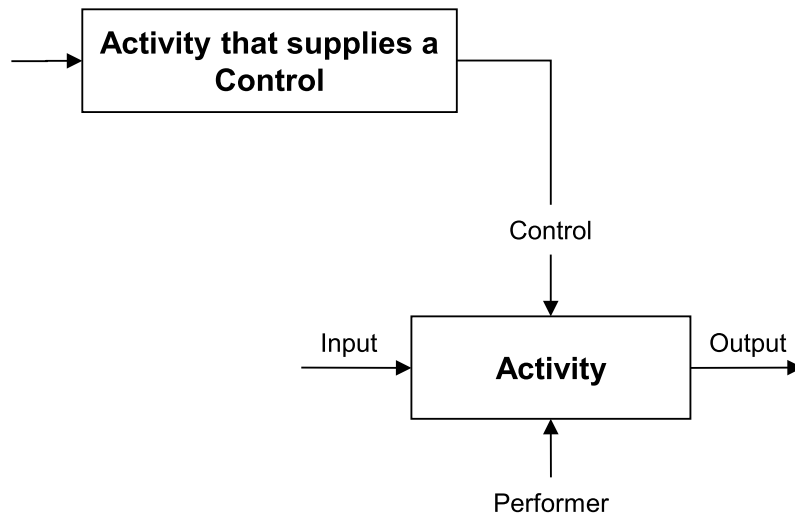 Activity that supplies a
Control
Control
Input
Activity
Output
Performer